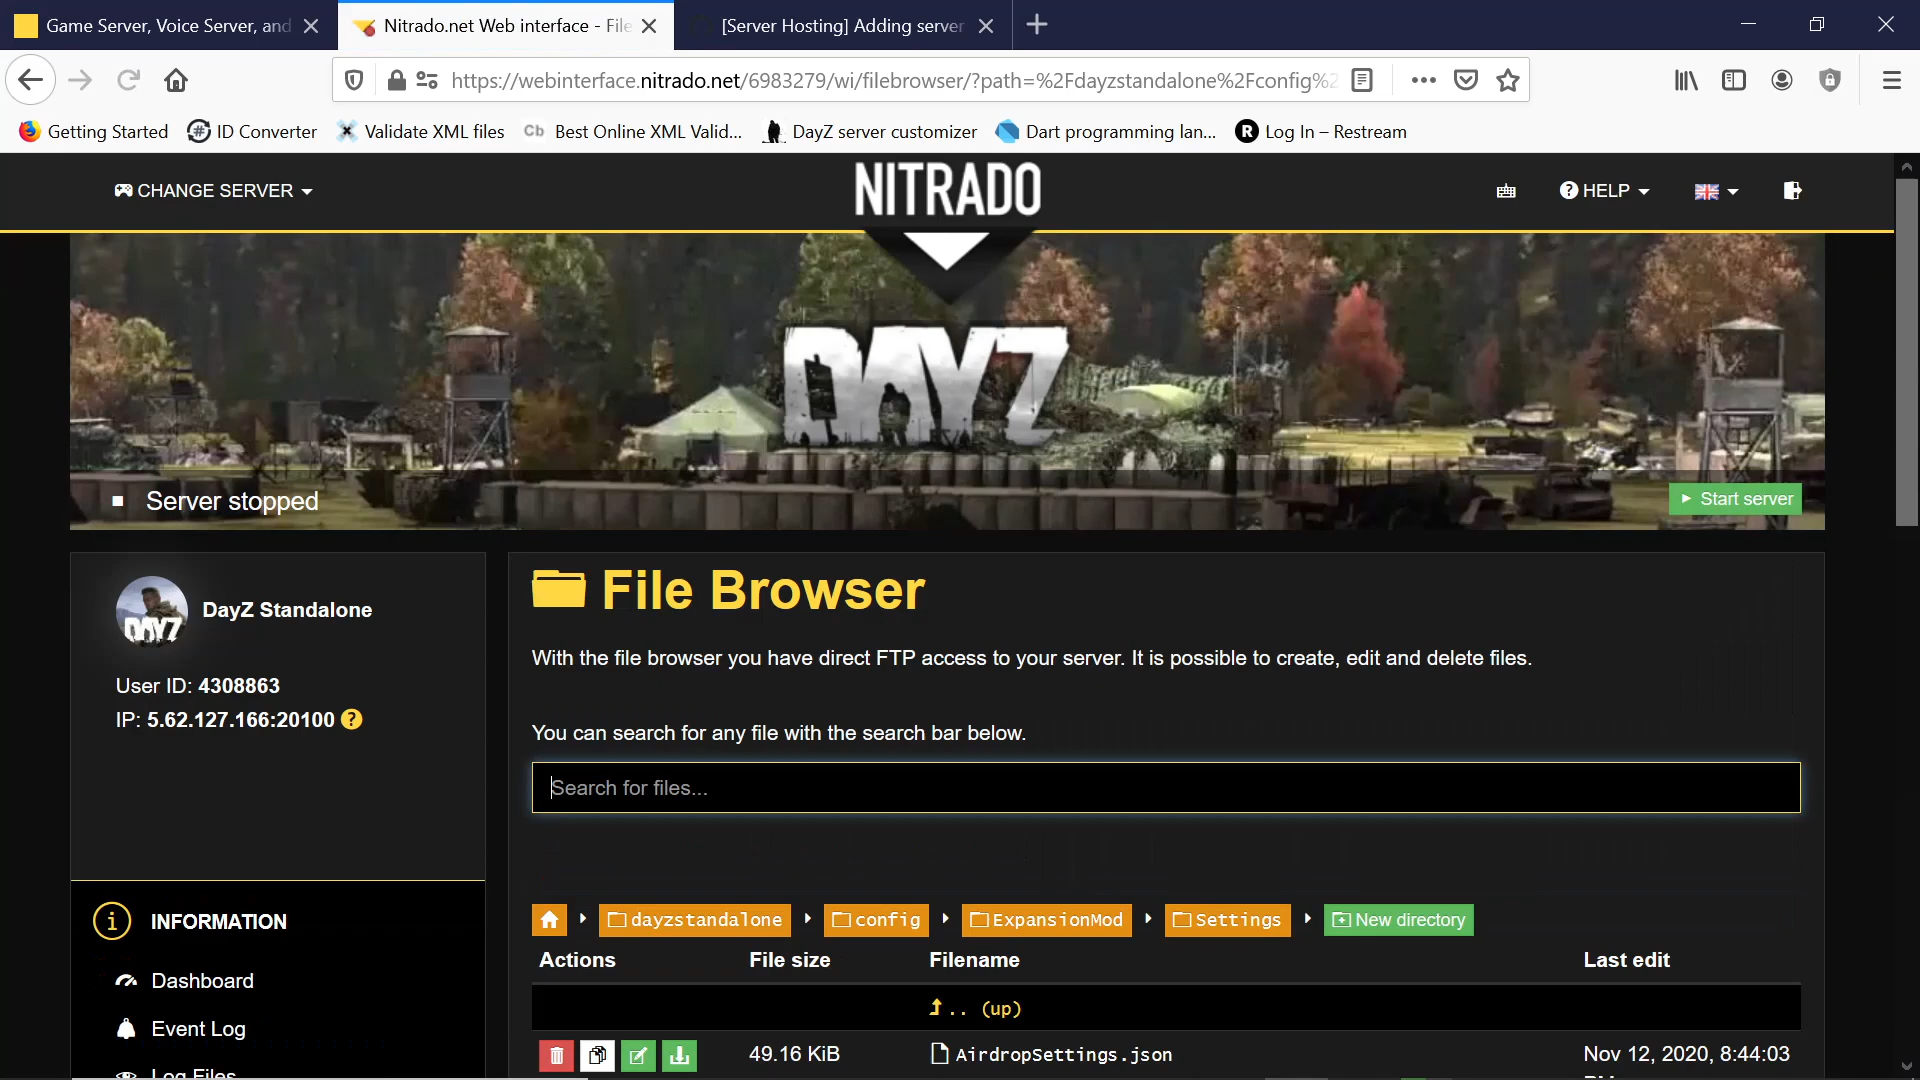 Game Server, Voice Server, and
Nitrado.net Web interface - File
[Server Hosting] Adding server
https://webinterface.nitrado.net/6983279/wi/filebrowser/?path=%2Fdayzstandalone%2Fconfig%2
Getting Started
ID Converter
Validate XML files
Cb Best Online XML Valid...
DayZ server customizer
Dart programming lan...
R Log In – Restream
CHANGE SERVER
NITRADO
HELP
DAYZ
Server stopped
Start server
DAYZ
DayZ Standalone
User ID: 4308863
IP: 5.62.127.166:20100 ?
INFORMATION
Dashboard
Event Log
Log Files
File Browser
With the file browser you have direct FTP access to your server. It is possible to create, edit and delete files.
You can search for any file with the search bar below.
Search for files...
dayzstandalone
config
ExpansionMod
Settings
New directory
Actions File size Filename Last edit
.. (up)
49.16 KiB AirdropSettings.json Nov 12, 2020, 8:44:03